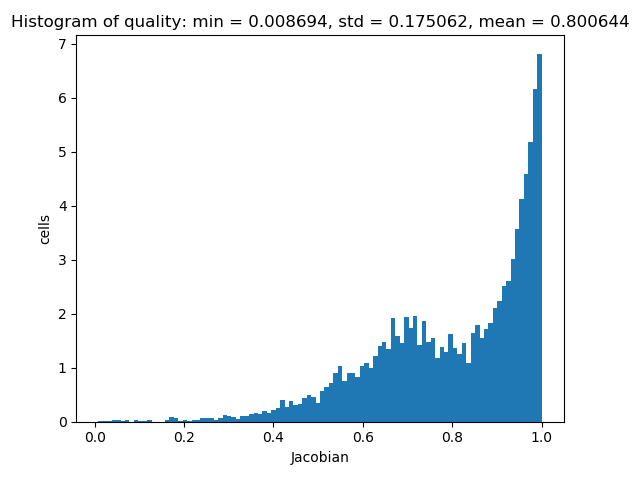 Histogram of quality: min = 0.008694, std = 0.175062, mean = 0.800644
7
6
5
4
3
2
1
0
cells
0.0 0.2 0.4 0.6 0.8 1.0
Jacobian